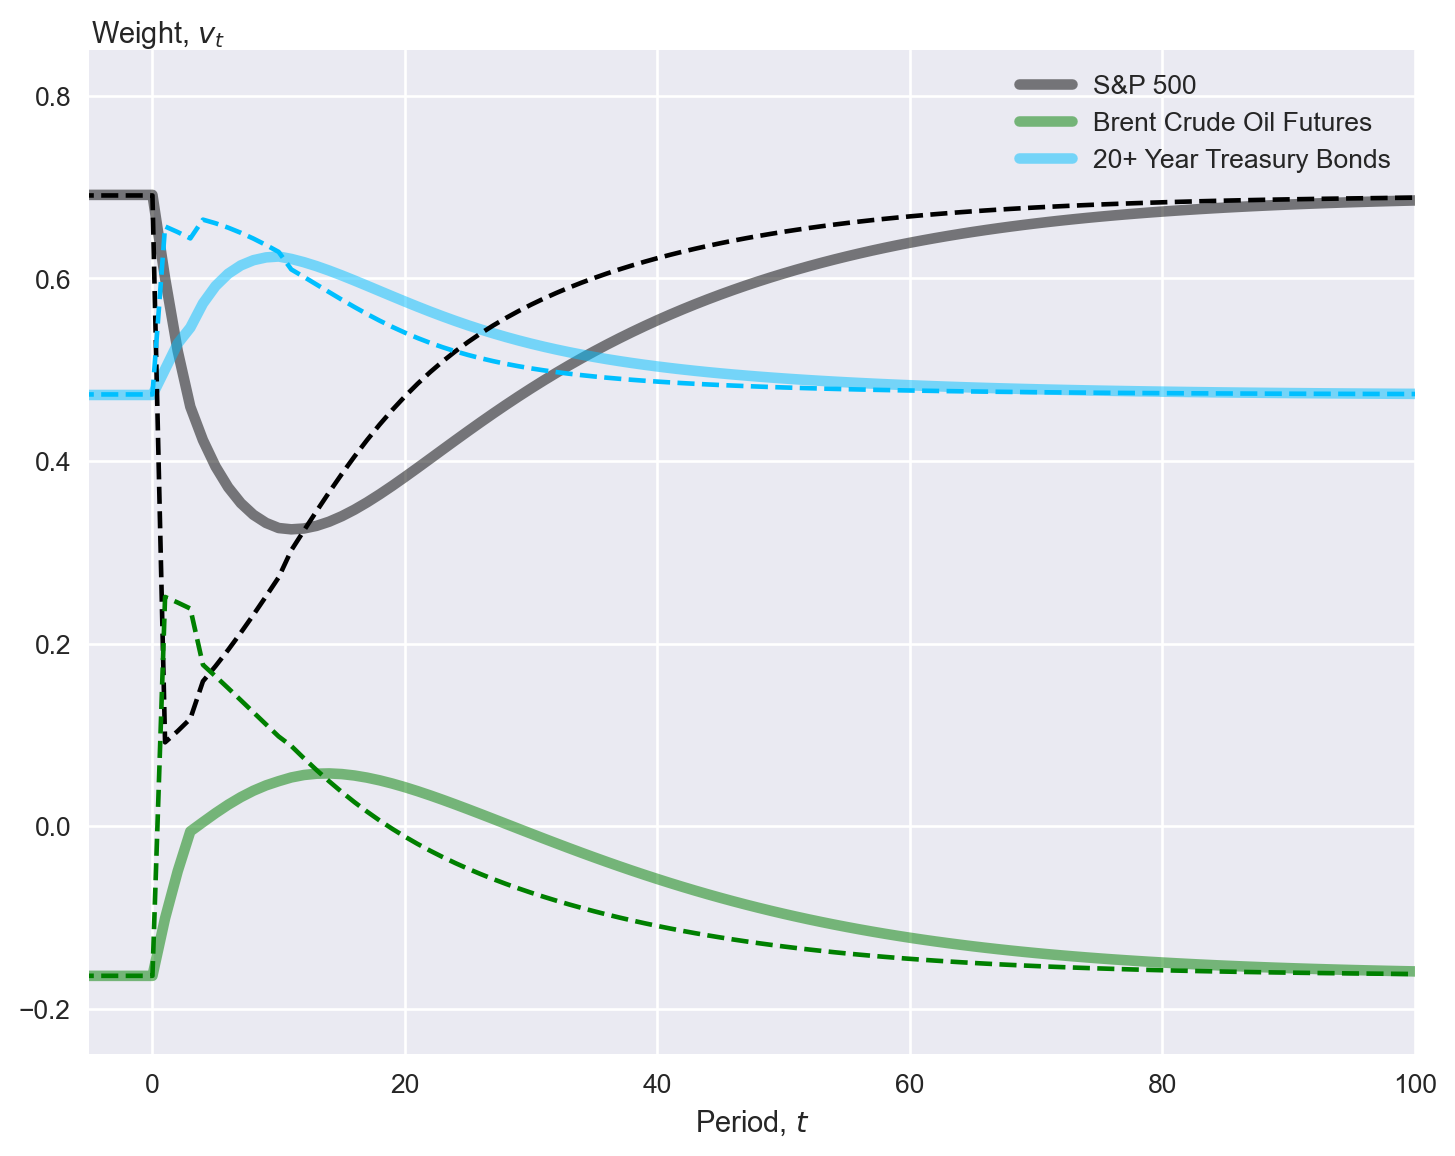 Weight, vₜ
S&P 500
Brent Crude Oil Futures
20+ Year Treasury Bonds
0.8
0.6
0.4
0.2
0.0
−0.2
0 20 40 60 80 100
Period, t